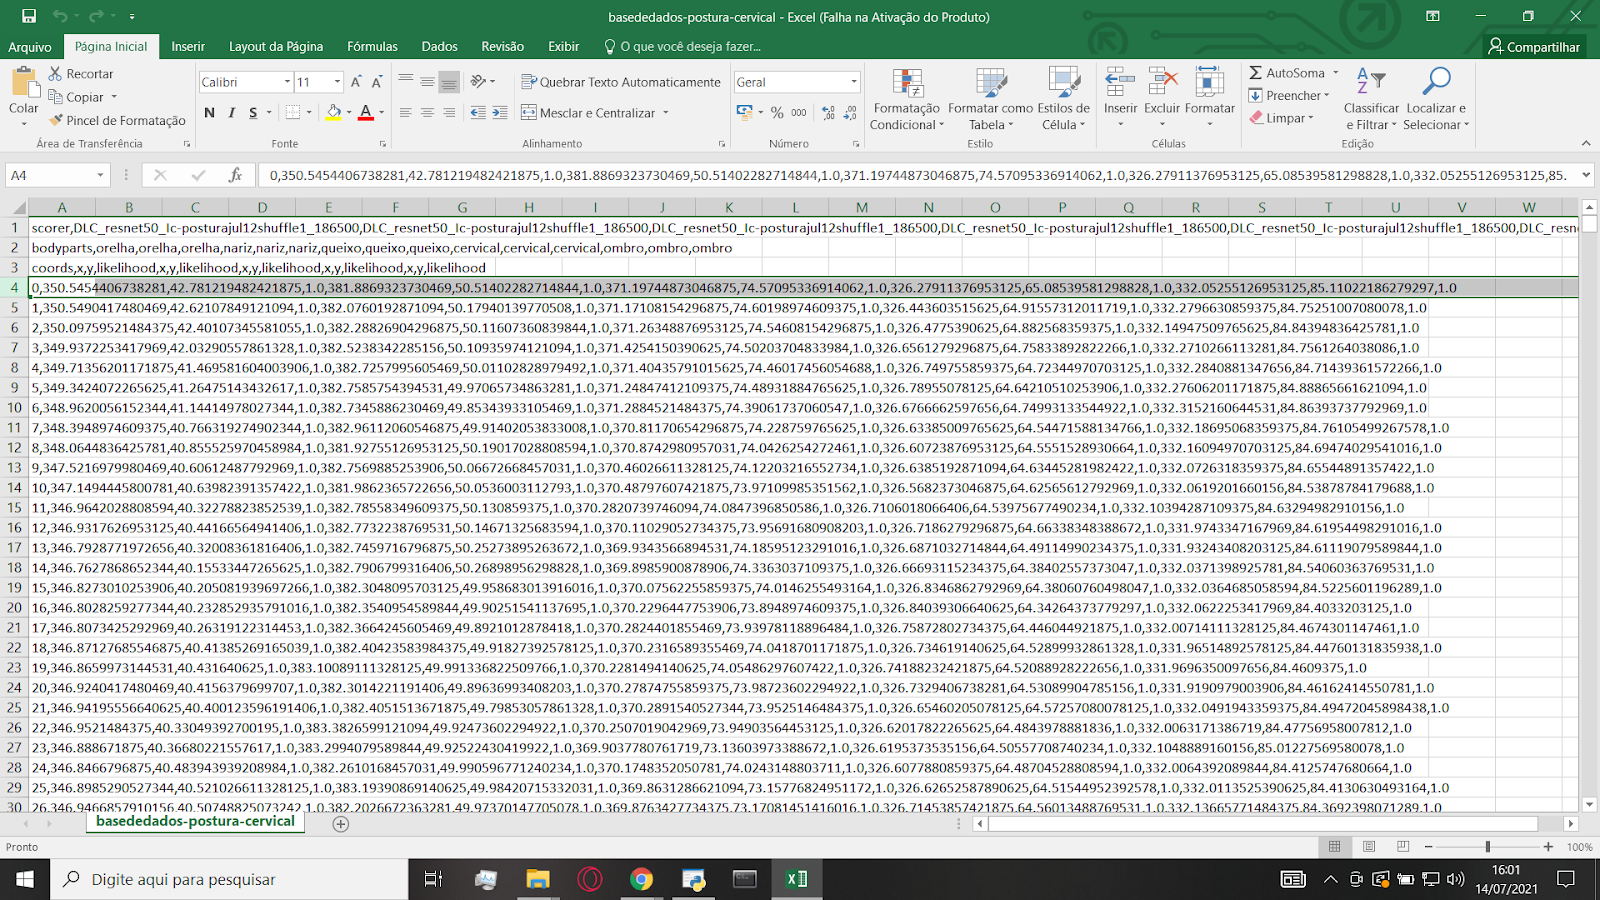 basededados-postura-cervical - Excel (Falha na Ativação do Produto)
Arquivo Página Inicial Inserir Layout da Página Fórmulas Dados Revisão Exibir O que você deseja fazer... Compartilhar
Colar
Recortar
Copiar
Pincel de Formatação
Área de Transferência
Calibri 11
N I S
Fonte
Quebrar Texto Automaticamente
Mesclar e Centralizar
Alinhamento
Geral
% 000
Número
Formatação Condicional
Formatar como Tabela
Estilos de Célula
Estilo
Inserir Excluir Formatar
Células
AutoSoma
Preencher
Limpar
Classificar e Filtrar
Localizar e Selecionar
Edição
A4 fx 0,350.5454406738281,42.781219482421875,1.0,381.8869323730469,50.51402282714844,1.0,371.19744873046875,74.57095336914062,1.0,326.27911376953125,65.08539581298828,1.0,332.05255126953125,85.
A B C D E F G H I J K L M N O P Q R S T U V W
1 scorer,DLC_resnet50_Ic-posturajul12shuffle1_186500,DLC_resnet50_Ic-posturajul12shuffle1_186500,DLC_resnet50_Ic-posturajul12shuffle1_186500,DLC_resnet50_Ic-posturajul12shuffle1_186500,DLC_resn
2 bodyparts,orelha,orelha,orelha,nariz,nariz,nariz,queixo,queixo,queixo,cervical,cervical,cervical,ombro,ombro,ombro
3 coords,x,y,likelihood,x,y,likelihood,x,y,likelihood,x,y,likelihood,x,y,likelihood
4 0,350.5454406738281,42.781219482421875,1.0,381.8869323730469,50.51402282714844,1.0,371.19744873046875,74.57095336914062,1.0,326.27911376953125,65.08539581298828,1.0,332.05255126953125,85.11022186279297,1.0
5 1,350.5490417480469,42.62107849121094,1.0,382.0760192871094,50.17940139770508,1.0,371.17108154296875,74.60198974609375,1.0,326.443603515625,64.91557312011719,1.0,332.2796630859375,84.75251007080078,1.0
6 2,350.09759521484375,42.40107345581055,1.0,382.28826904296875,50.11607360839844,1.0,371.26348876953125,74.54608154296875,1.0,326.4775390625,64.882568359375,1.0,332.14947509765625,84.84394836425781,1.0
7 3,349.9372253417969,42.03290557861328,1.0,382.5238342285156,50.10935974121094,1.0,371.4254150390625,74.50203704833984,1.0,326.6561279296875,64.75833892822266,1.0,332.2710266113281,84.7561264038086,1.0
8 4,349.71356201171875,41.469581604003906,1.0,382.7257995605469,50.01102828979492,1.0,371.40435791015625,74.46017456054688,1.0,326.749755859375,64.72344970703125,1.0,332.2840881347656,84.71439361572266,1.0
9 5,349.3424072265625,41.26475143432617,1.0,382.7585754394531,49.97065734863281,1.0,371.24847412109375,74.48931884765625,1.0,326.78955078125,64.64210510253906,1.0,332.27606201171875,84.88865661621094,1.0
10 6,348.9620056152344,41.14414978027344,1.0,382.7345886230469,49.85343933105469,1.0,371.2884521484375,74.39061737060547,1.0,326.6766662597656,64.74993133544922,1.0,332.3152160644531,84.86393737792969,1.0
11 7,348.3948974609375,40.766319274902344,1.0,382.96112060546875,49.91402053833008,1.0,370.81170654296875,74.228759765625,1.0,326.63385009765625,64.54471588134766,1.0,332.18695068359375,84.76105499267578,1.0
12 8,348.0644836425781,40.855525970458984,1.0,381.92755126953125,50.19017028808594,1.0,370.8742980957031,74.0426254272461,1.0,326.60723876953125,64.5551528930664,1.0,332.16094970703125,84.69474029541016,1.0
13 9,347.5216979980469,40.60612487792969,1.0,382.7569885253906,50.06672668457031,1.0,370.46026611328125,74.12203216552734,1.0,326.6385192871094,64.63445281982422,1.0,332.0726318359375,84.65544891357422,1.0
14 10,347.1494445800781,40.63982391357422,1.0,381.9862365722656,50.0536003112793,1.0,370.48797607421875,73.97109985351562,1.0,326.5682373046875,64.62565612792969,1.0,332.0619201660156,84.53878784179688,1.0
15 11,346.9642028808594,40.32278823852539,1.0,382.78558349609375,50.130859375,1.0,370.2820739746094,74.0847396850586,1.0,326.7106018066406,64.53975677490234,1.0,332.10394287109375,84.63294982910156,1.0
16 12,346.9317626953125,40.44166564941406,1.0,382.7732238769531,50.14671325683594,1.0,370.11029052734375,73.95691680908203,1.0,326.7186279296875,64.66338348388672,1.0,331.9743347167969,84.61954498291016,1.0
17 13,346.7928771972656,40.32008361816406,1.0,382.7459716796875,50.25273895263672,1.0,369.9343566894531,74.18595123291016,1.0,326.6871032714844,64.49114990234375,1.0,331.93243408203125,84.61119079589844,1.0
18 14,346.7627868652344,40.15533447265625,1.0,382.7906799316406,50.26898956298828,1.0,369.8985900878906,74.3363037109375,1.0,326.66693115234375,64.38402557373047,1.0,332.0371398925781,84.54060363769531,1.0
19 15,346.8273010253906,40.205081939697266,1.0,382.3048095703125,49.958683013916016,1.0,370.07562255859375,74.0146255493164,1.0,326.8346862792969,64.38060760498047,1.0,332.0364685058594,84.5225601196289,1.0
20 16,346.8028259277344,40.232852935791016,1.0,382.3540954589844,49.90251541137695,1.0,370.2296447753906,73.8948974609375,1.0,326.84039306640625,64.34264373779297,1.0,332.0622253417969,84.4033203125,1.0
21 17,346.8073425292969,40.26319122314453,1.0,382.3664245605469,49.8921012878418,1.0,370.2824401855469,73.93978118896484,1.0,326.75872802734375,64.446044921875,1.0,332.00714111328125,84.4674301147461,1.0
22 18,346.87127685546875,40.41385269165039,1.0,382.40423583984375,49.91827392578125,1.0,370.2316589355469,74.0418701171875,1.0,326.734619140625,64.52899932861328,1.0,331.96514892578125,84.44760131835938,1.0
23 19,346.8659973144531,40.431640625,1.0,383.10089111328125,49.991336822509766,1.0,370.2281494140625,74.05486297607422,1.0,326.74188232421875,64.52088928222656,1.0,331.9696350097656,84.4609375,1.0
24 20,346.9240417480469,40.4156379699707,1.0,382.3014221191406,49.89636993408203,1.0,370.27874755859375,73.98723602294922,1.0,326.7329406738281,64.53089904785156,1.0,331.9190979003906,84.46162414550781,1.0
25 21,346.94195556640625,40.400123596191406,1.0,382.4051513671875,49.79853057861328,1.0,370.2891540527344,73.9525146484375,1.0,326.65460205078125,64.57257080078125,1.0,332.0491943359375,84.49472045898438,1.0
26 22,346.9521484375,40.33049392700195,1.0,383.3826599121094,49.92473602294922,1.0,370.2507019042969,73.94903564453125,1.0,326.62017822265625,64.4843978881836,1.0,332.0063171386719,84.47756958007812,1.0
27 23,346.888671875,40.36680221557617,1.0,383.2994079589844,49.92522430419922,1.0,369.9037780761719,73.13603973388672,1.0,326.6195373535156,64.50557708740234,1.0,332.1048889160156,85.01227569580078,1.0
28 24,346.8466796875,40.483943939208984,1.0,382.2610168457031,49.990596771240234,1.0,370.1748352050781,74.0243148803711,1.0,326.6077880859375,64.48704528808594,1.0,332.0064392089844,84.4125747680664,1.0
29 25,346.8985290527344,40.521026611328125,1.0,383.19390869140625,49.98420715332031,1.0,369.8631286621094,73.15776824951172,1.0,326.62652587890625,64.51544952392578,1.0,332.0113525390625,84.4130630493164,1.0
30 26,346.9466857910156,40.50748825073242,1.0,382.2026672363281,49.97370147705078,1.0,369.8763427734375,73.17081451416016,1.0,326.71453857421875,64.56013488769531,1.0,332.13665771484375,84.3692398071289,1.0
basededados-postura-cervical
Pronto 100%
Digite aqui para pesquisar
16:01
14/07/2021